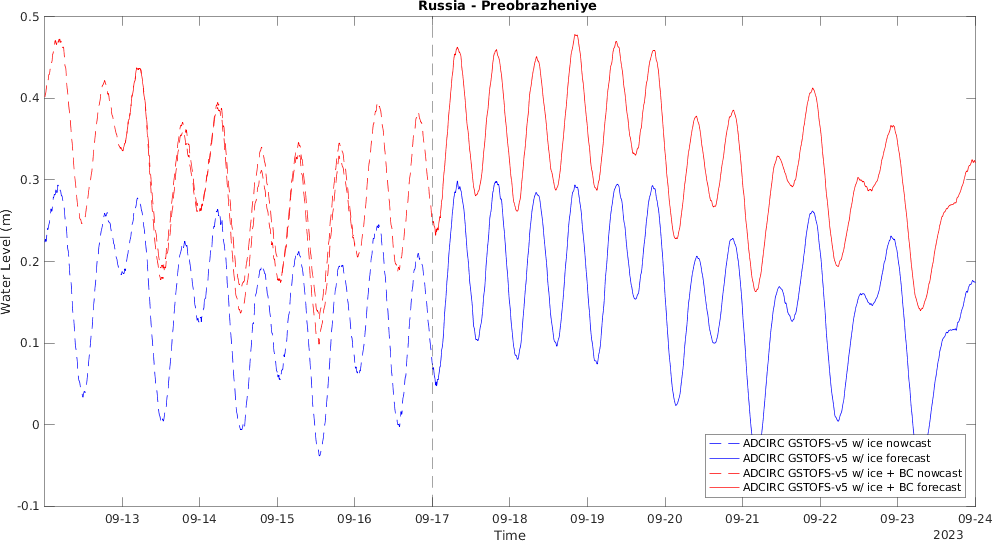 Russia - Preobrazheniye
Water Level (m)
0.5
0.4
0.3
0.2
0.1
0
-0.1
ADCIRC GSTOFS-v5 w/ ice nowcast
ADCIRC GSTOFS-v5 w/ ice forecast
ADCIRC GSTOFS-v5 w/ ice + BC nowcast
ADCIRC GSTOFS-v5 w/ ice + BC forecast
09-13 09-14 09-15 09-16 09-17 09-18 09-19 09-20 09-21 09-22 09-23 09-24
Time
2023